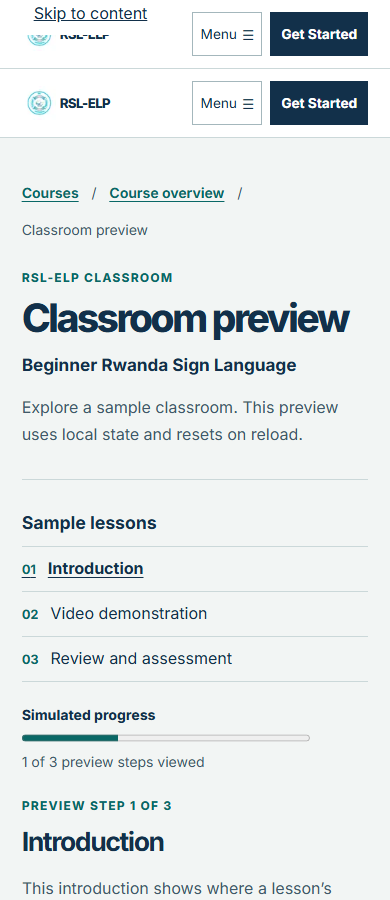 Skip to content
RSL-ELP
Menu
Get Started
RSL-ELP
Menu
Get Started
Courses / Course overview /
Classroom preview
RSL-ELP CLASSROOM
Classroom preview
Beginner Rwanda Sign Language
Explore a sample classroom. This preview
uses local state and resets on reload.
Sample lessons
01 Introduction
02 Video demonstration
03 Review and assessment
Simulated progress
1 of 3 preview steps viewed
PREVIEW STEP 1 OF 3
Introduction
This introduction shows where a lesson’s